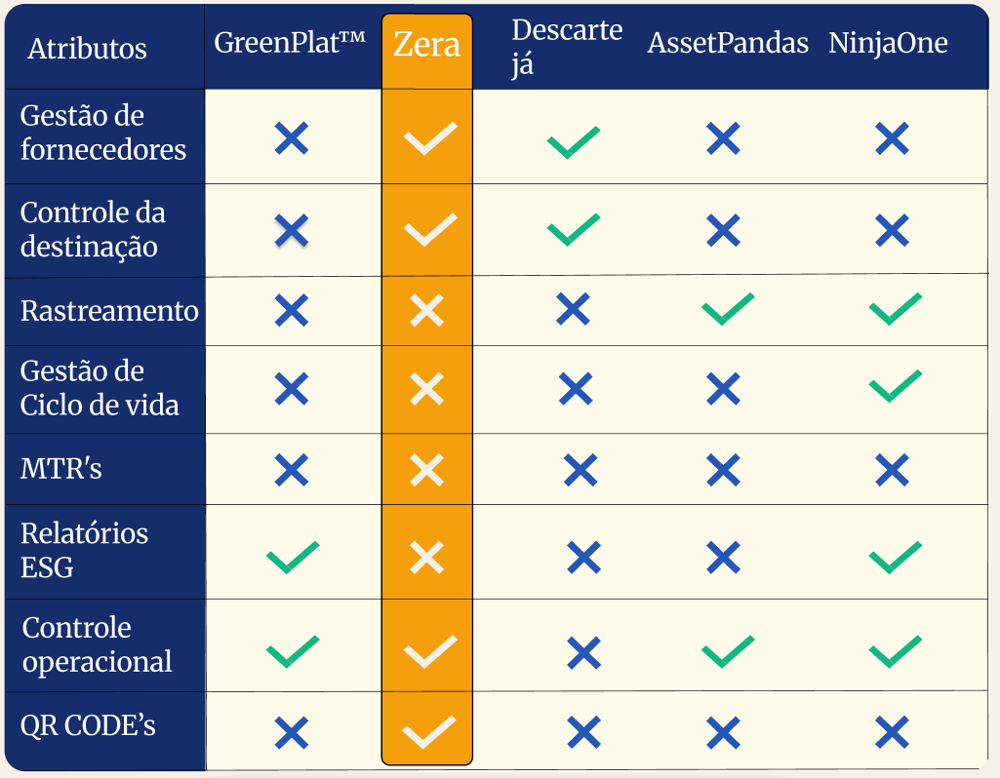 Atributos
GreenPlat™
Zera
Descarte
já
AssetPandas
NinjaOne
Gestão de
fornecedores
Controle da
destinação
Rastreamento
Gestão de
Ciclo de vida
MTR's
Relatórios
ESG
Controle
operacional
QR CODE’s